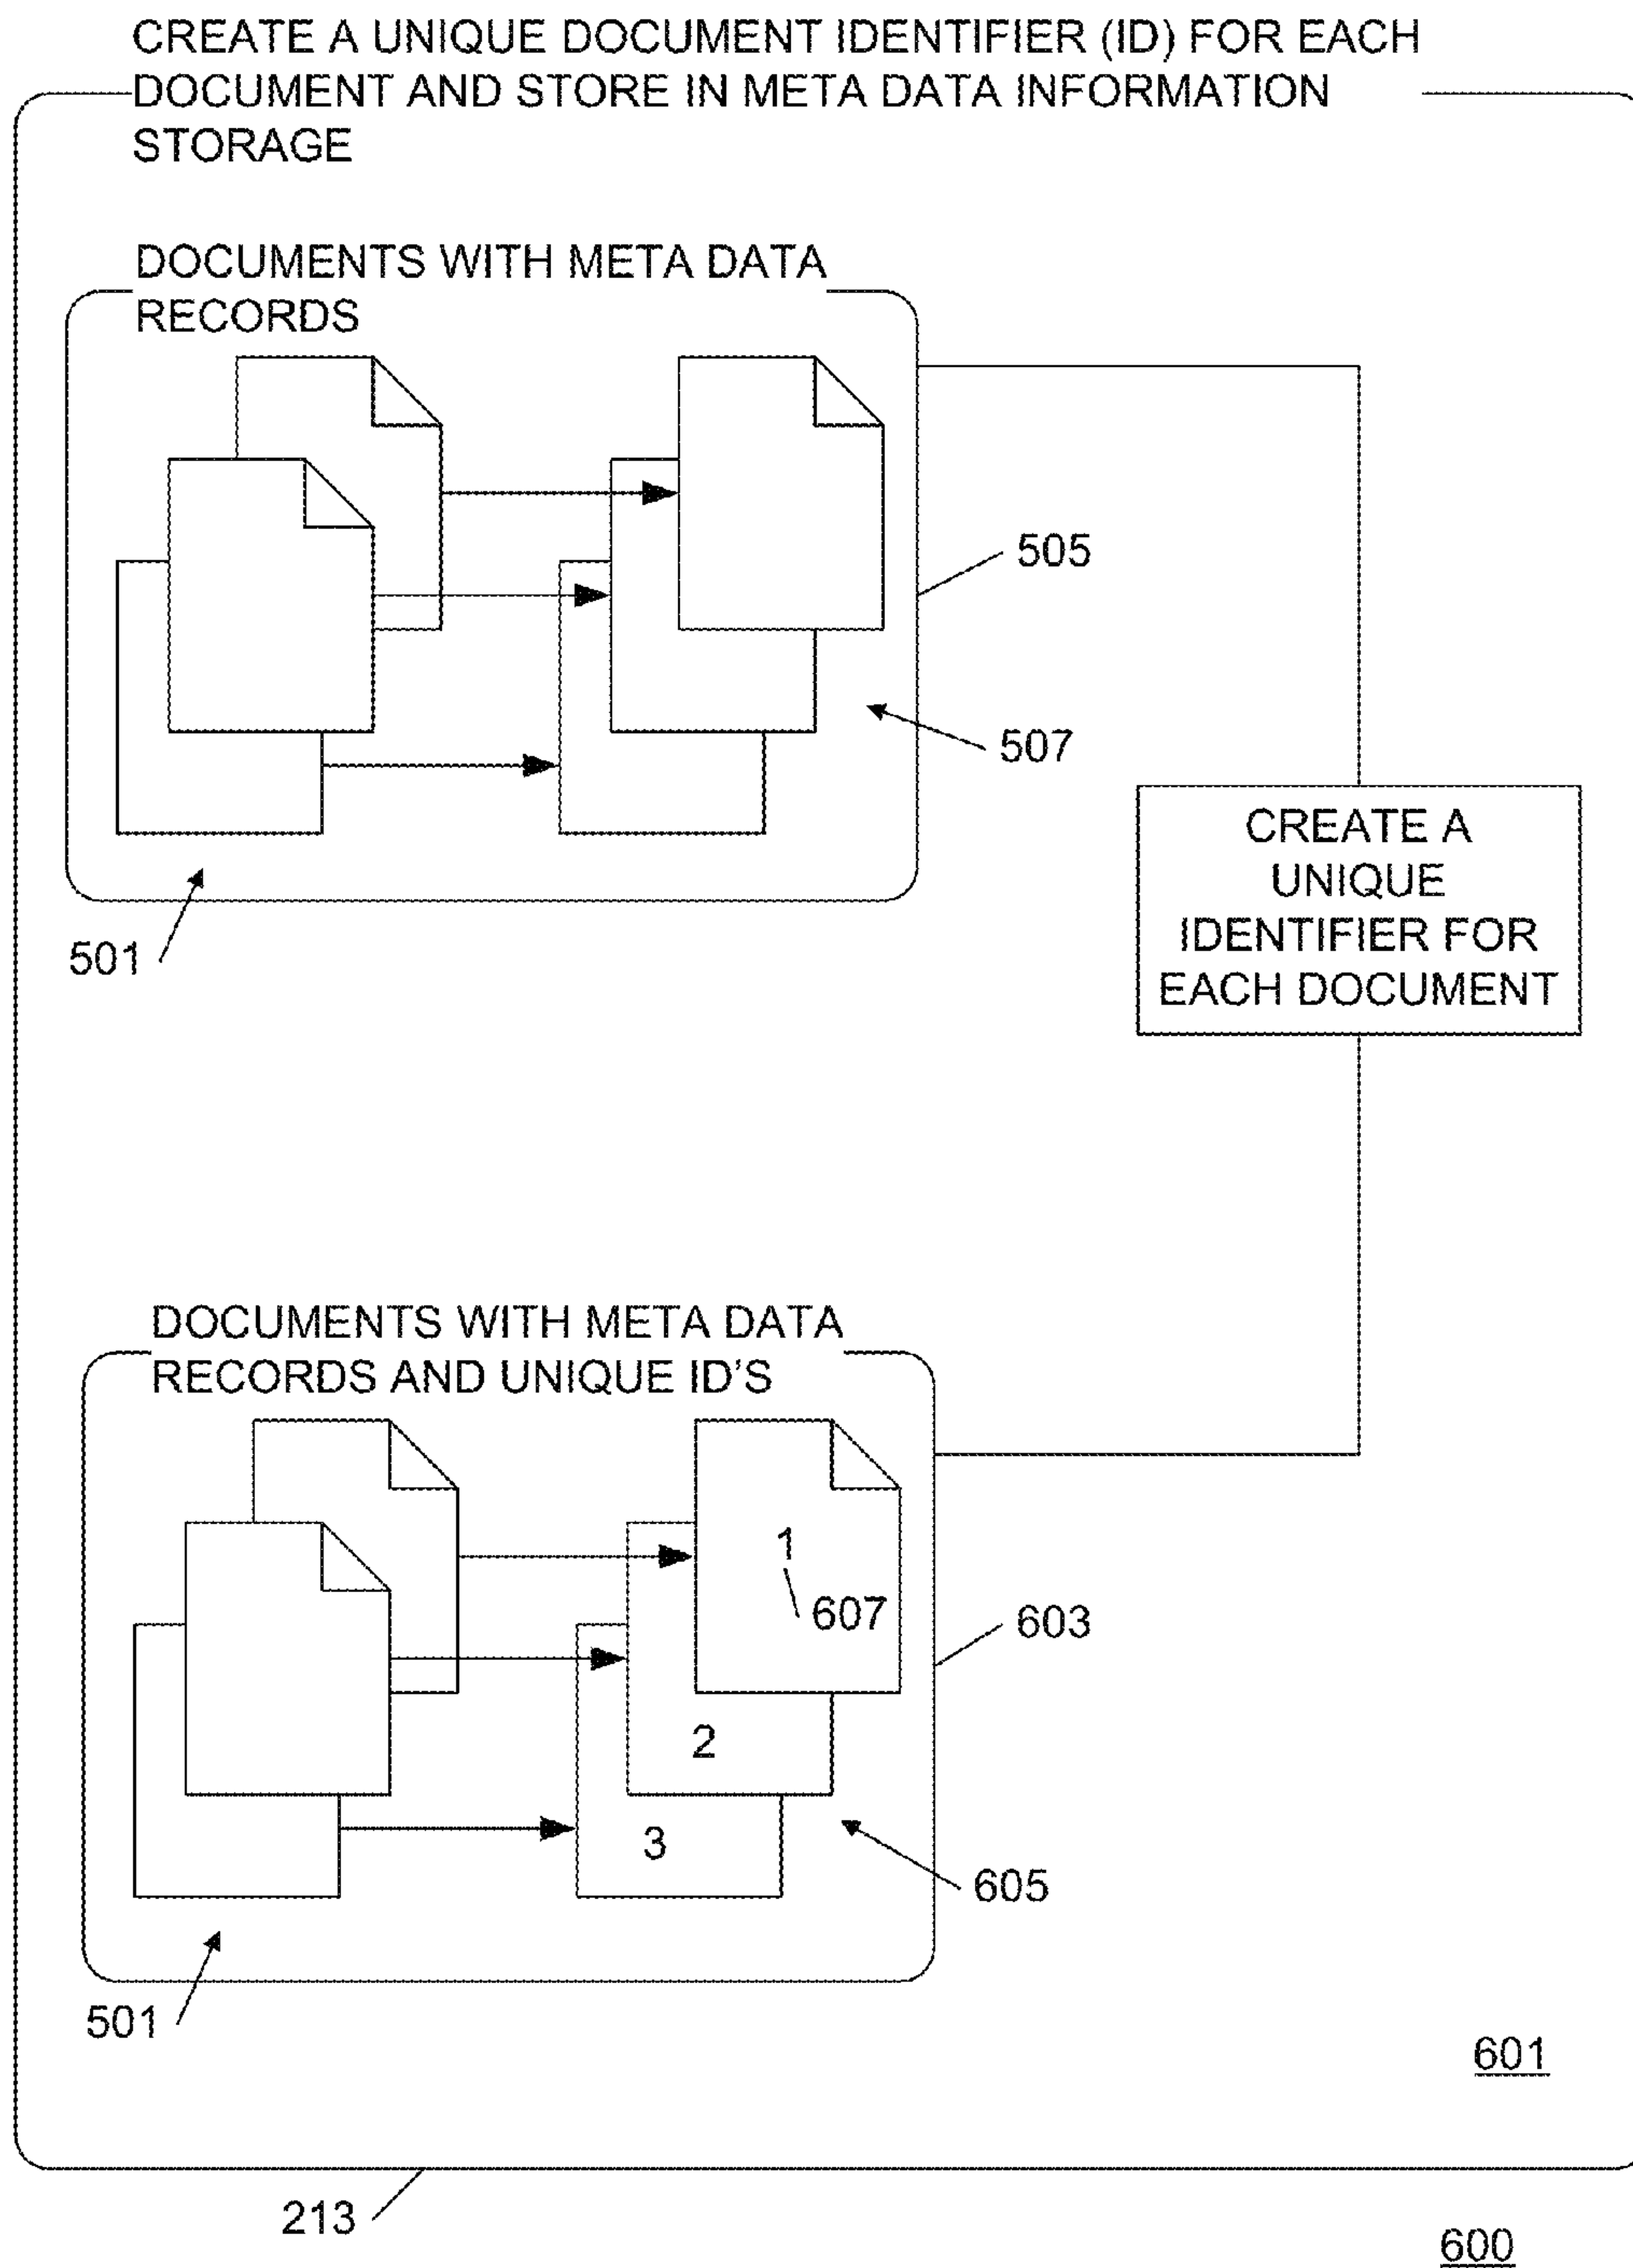 CREATE A UNIQUE DOCUMENT IDENTIFIER (ID) FOR EACH
DOCUMENT AND STORE IN META DATA INFORMATION
STORAGE
DOCUMENTS WITH META DATA
RECORDS
505
507
501
CREATE A
UNIQUE
IDENTIFIER FOR
EACH DOCUMENT
DOCUMENTS WITH META DATA
RECORDS AND UNIQUE ID'S
1
607
603
2
3
605
501
601
213
600